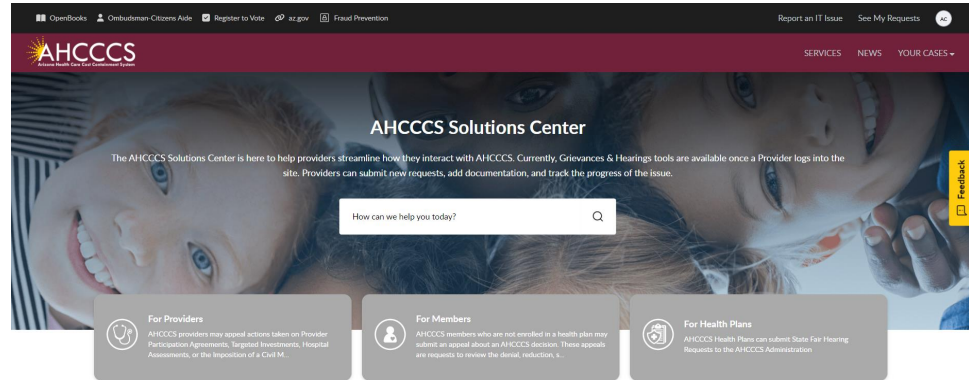 OpenBooks Ombudsman-Citizens Aide Register to Vote az.gov Fraud Prevention Report an IT Issue See My Requests AC
AHCCCS
Arizona Health Care Cost Containment System
SERVICES NEWS YOUR CASES
AHCCCS Solutions Center
The AHCCCS Solutions Center is here to help providers streamline how they interact with AHCCCS. Currently, Grievances & Hearings tools are available once a Provider logs into the
site. Providers can submit new requests, add documentation, and track the progress of the issue.
Feedback
How can we help you today?
For Providers
AHCCCS providers may appeal actions taken on Provider
Participation Agreements, Targeted Investments, Hospital
Assessments, or the Imposition of a Civil M...
For Members
AHCCCS members who are not enrolled in a health plan may
submit an appeal about an AHCCCS decision. These appeals
are requests to review the denial, reduction, s...
For Health Plans
AHCCCS Health Plans can submit State Fair Hearing
Requests to the AHCCCS Administration